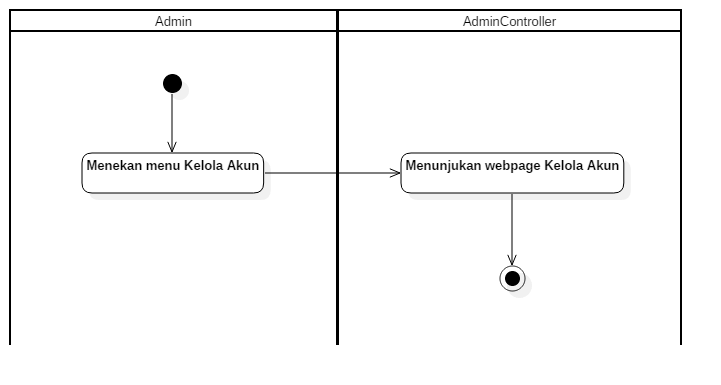 Admin
AdminController
Menekan menu Kelola Akun
Menunjukan webpage Kelola Akun